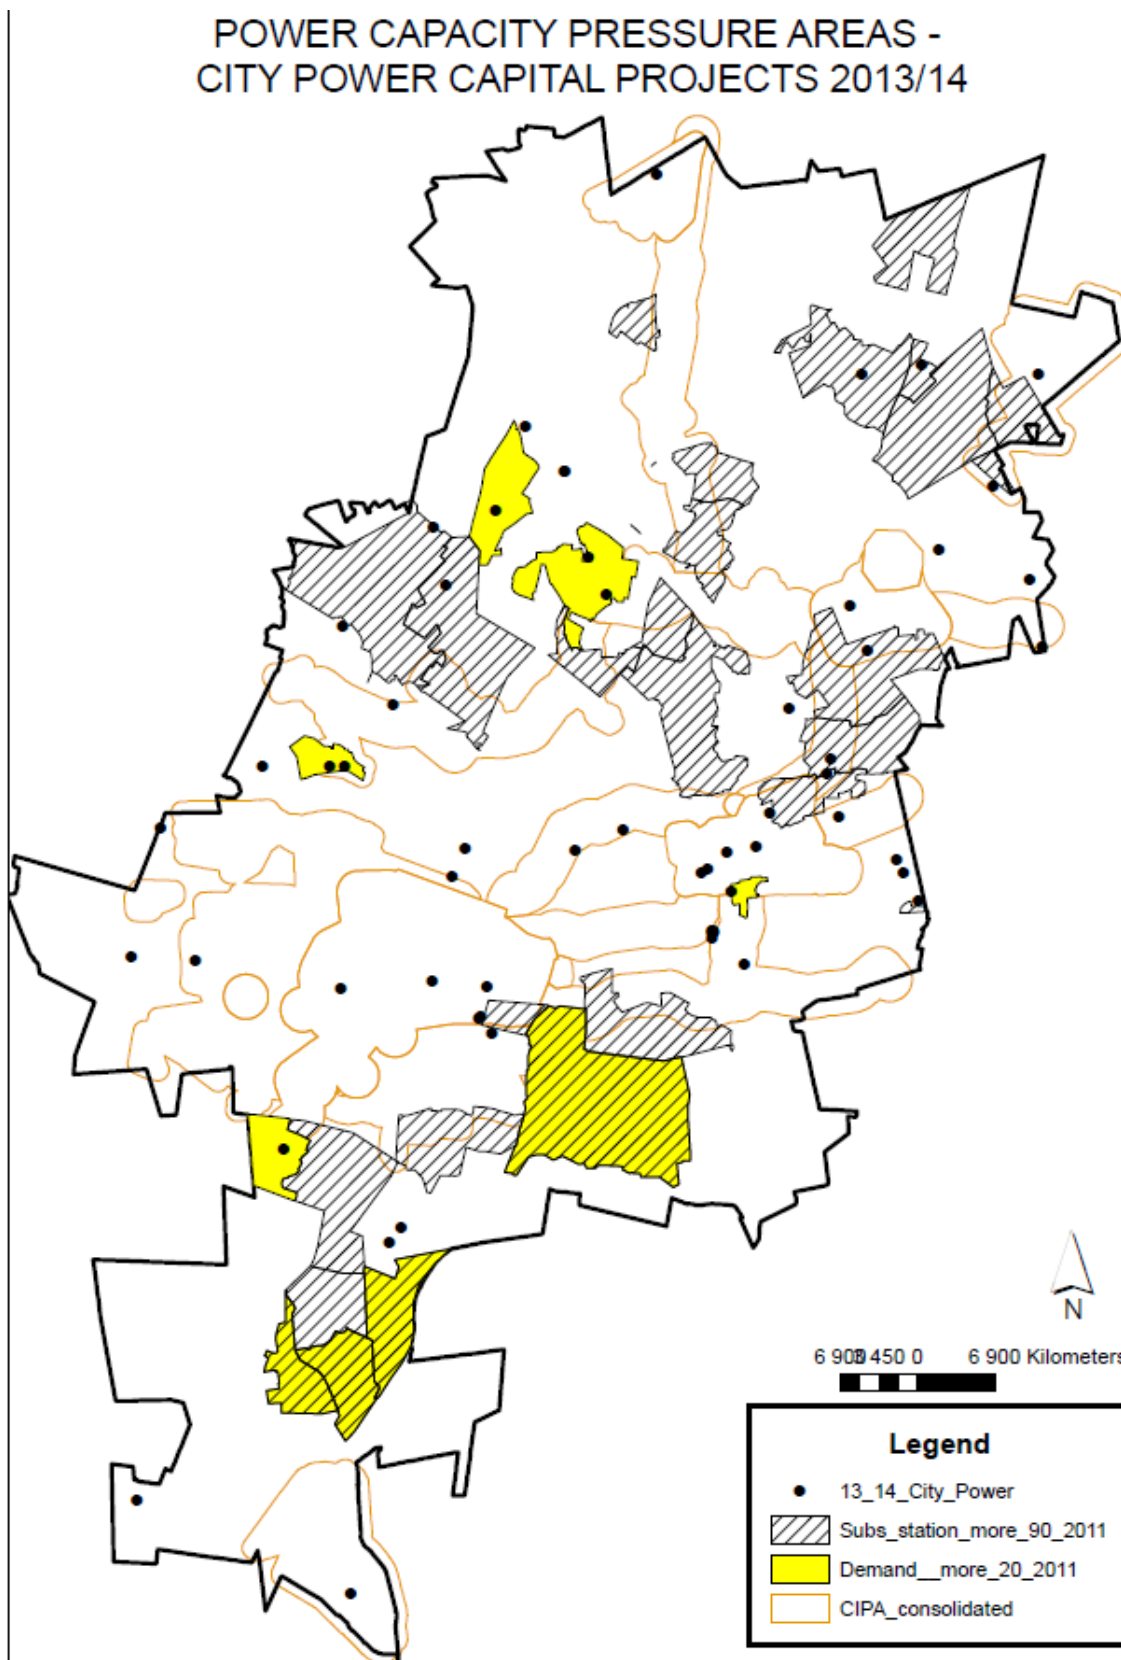 POWER CAPACITY PRESSURE AREAS -
CITY POWER CAPITAL PROJECTS 2013/14
N
6 900 3 450 0 6 900 Kilometers
Legend
13_14_City_Power
Subs_station_more_90_2011
Demand__more_20_2011
CIPA_consolidated